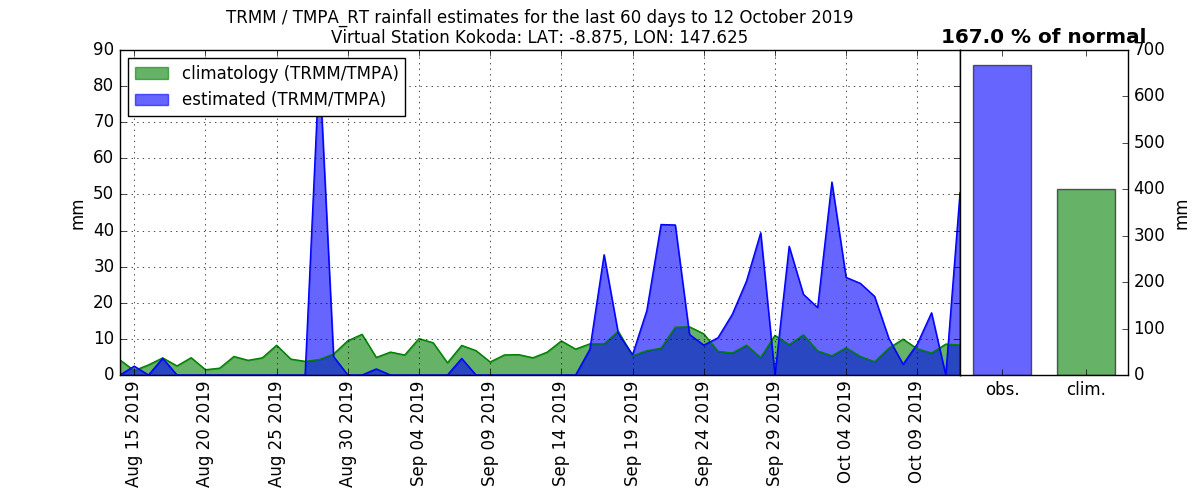 TRMM / TMPA_RT rainfall estimates for the last 60 days to 12 October 2019
Virtual Station Kokoda: LAT: -8.875, LON: 147.625
167.0 % of normal
climatology (TRMM/TMPA)
estimated (TRMM/TMPA)
90
80
70
60
50
40
30
20
10
0
mm
Aug 15 2019
Aug 20 2019
Aug 25 2019
Aug 30 2019
Sep 04 2019
Sep 09 2019
Sep 14 2019
Sep 19 2019
Sep 24 2019
Sep 29 2019
Oct 04 2019
Oct 09 2019
obs.
clim.
700
600
500
400
300
200
100
0
mm